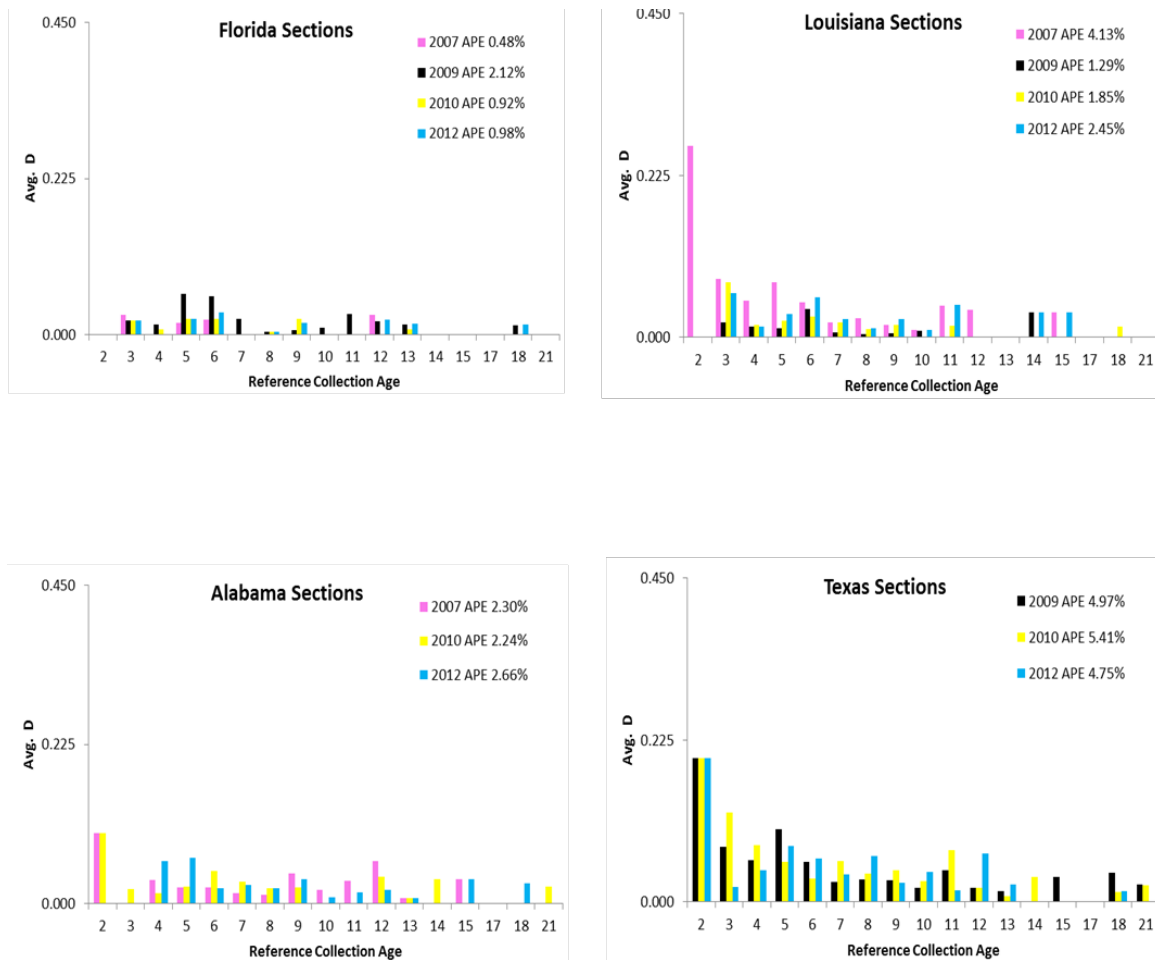 Florida Sections
0.450
0.225
0.000
Avg. D
2007 APE 0.48%
2009 APE 2.12%
2010 APE 0.92%
2012 APE 0.98%
2 3 4 5 6 7 8 9 10 11 12 13 14 15 17 18 21
Reference Collection Age
Louisiana Sections
0.450
0.225
0.000
Avg. D
2007 APE 4.13%
2009 APE 1.29%
2010 APE 1.85%
2012 APE 2.45%
2 3 4 5 6 7 8 9 10 11 12 13 14 15 17 18 21
Reference Collection Age
Alabama Sections
0.450
0.225
0.000
Avg. D
2007 APE 2.30%
2010 APE 2.24%
2012 APE 2.66%
2 3 4 5 6 7 8 9 10 11 12 13 14 15 17 18 21
Reference Collection Age
Texas Sections
0.450
0.225
0.000
Avg. D
2009 APE 4.97%
2010 APE 5.41%
2012 APE 4.75%
2 3 4 5 6 7 8 9 10 11 12 13 14 15 17 18 21
Reference Collection Age